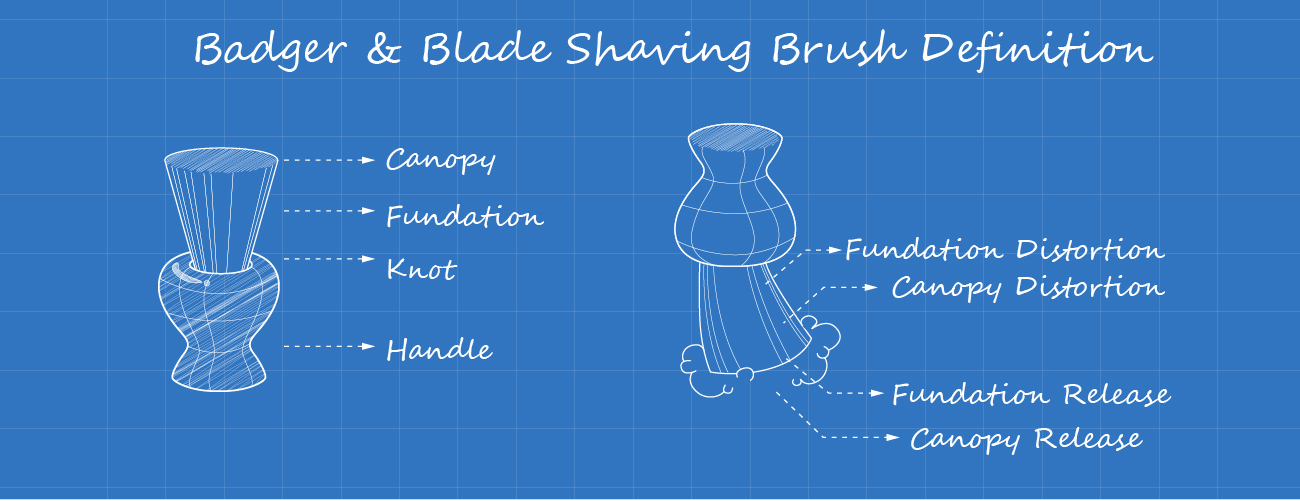 Badger & Blade Shaving Brush Definition
Canopy
Fundation
Knot
Handle
Fundation Distortion
Canopy Distortion
Fundation Release
Canopy Release